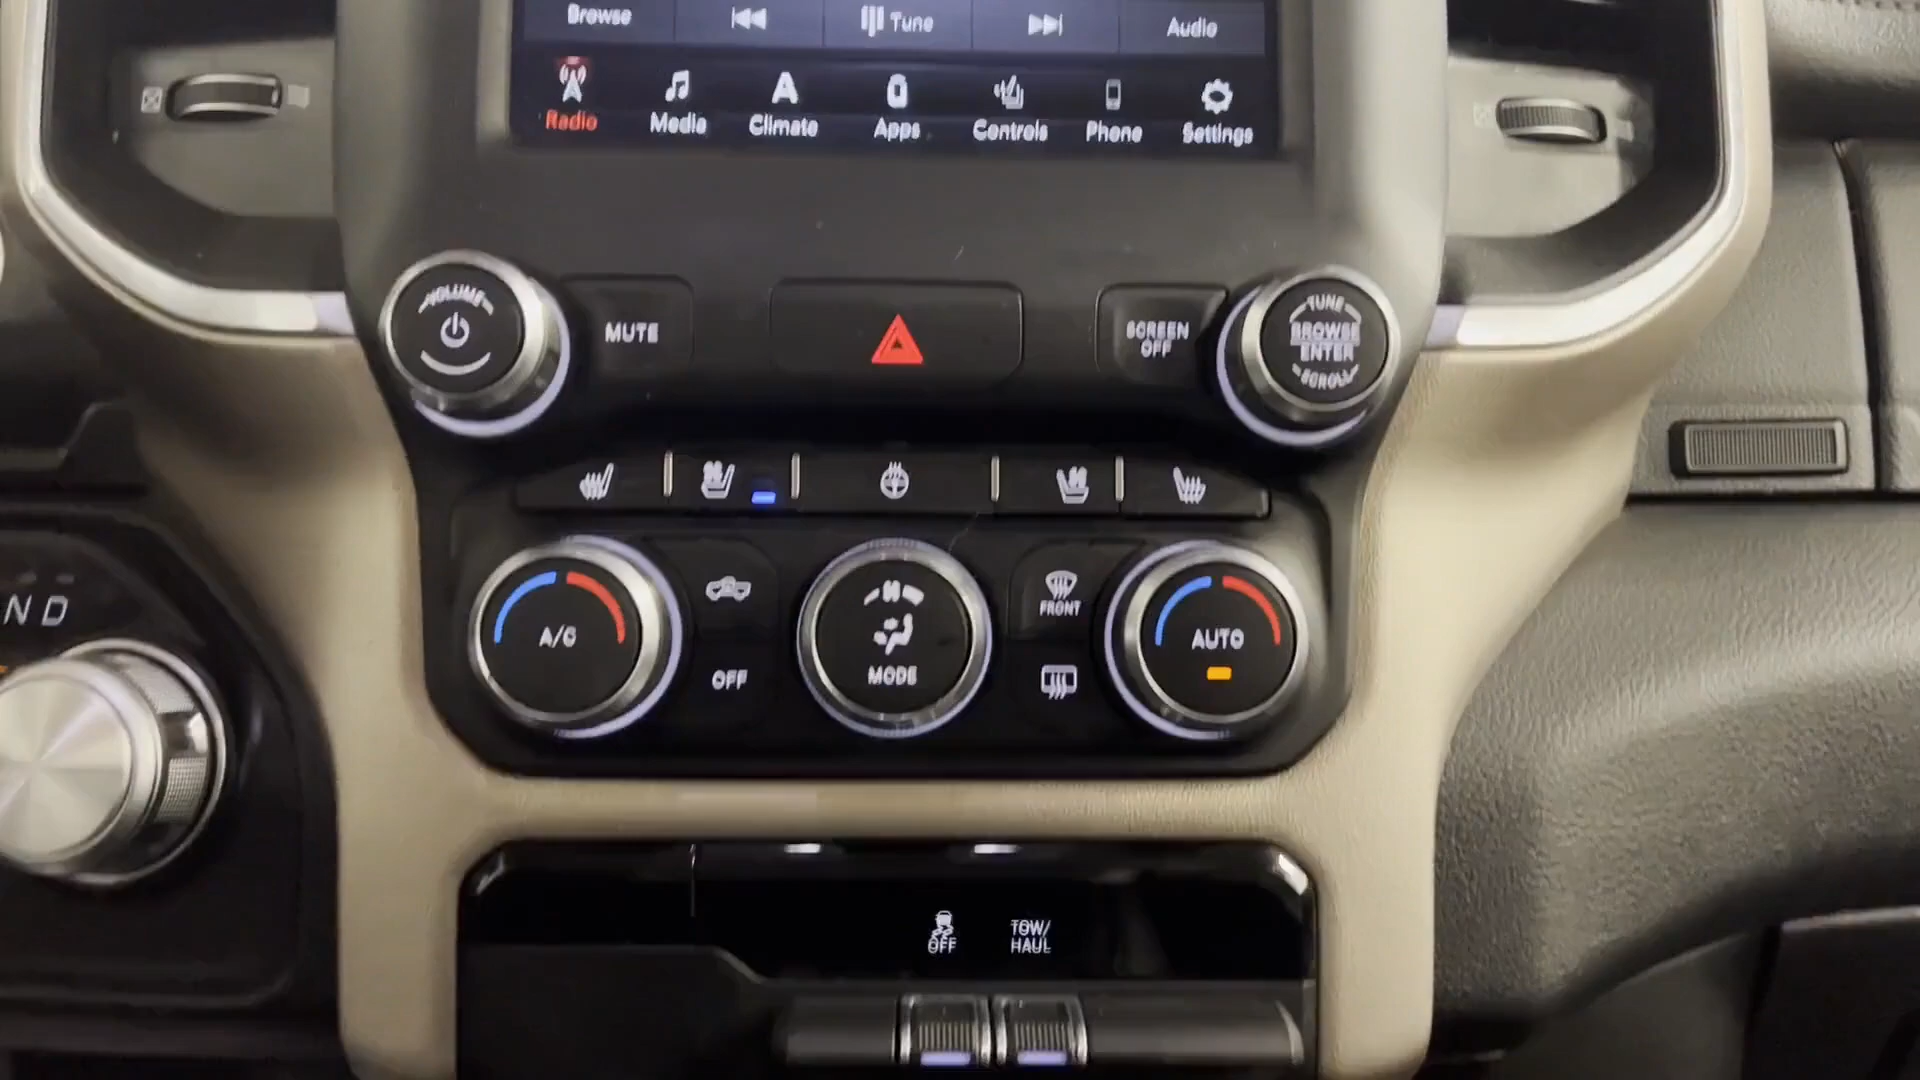 Browse
Tune
Audio
Radio
Media
Climate
Apps
Controls
Phone
Settings
VOLUME
MUTE
SCREEN
OFF
TUNE
BROWSE
ENTER
SCROLL
N D
A/C
OFF
MODE
FRONT
AUTO
OFF
TOW/
HAUL